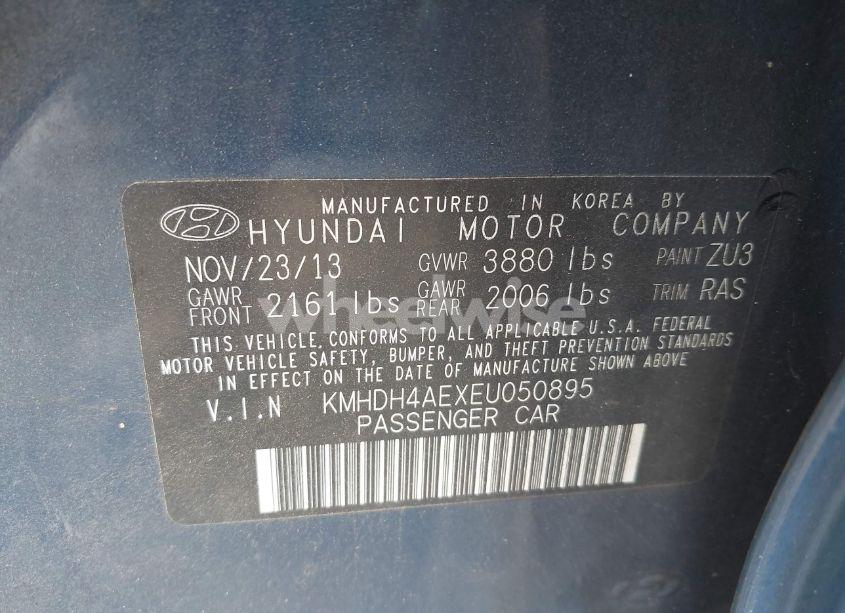 MANUFACTURED IN KOREA BY
HYUNDAI MOTOR COMPANY
NOV/23/13 GVWR 3880 lbs PAINT ZU3
GAWR FRONT 2161 lbs GAWR REAR 2006 lbs TRIM RAS
THIS VEHICLE CONFORMS TO ALL APPLICABLE U.S.A. FEDERAL
MOTOR VEHICLE SAFETY, BUMPER, AND THEFT PREVENTION STANDARDS
IN EFFECT ON THE DATE OF MANUFACTURE SHOWN ABOVE
V.I.N KMHDH4AEXEU050895
PASSENGER CAR
wheelwise